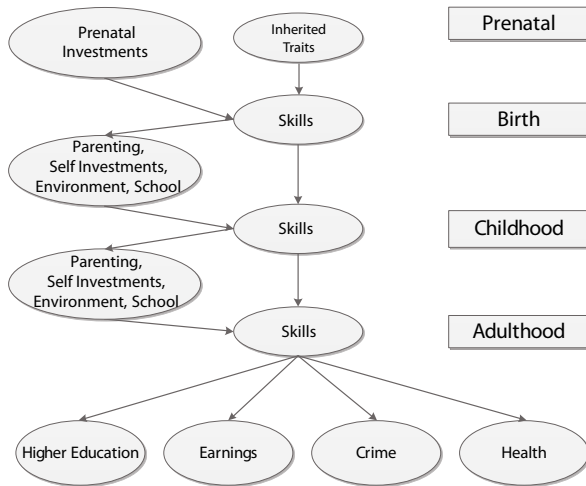 Prenatal
Investments
Inherited
Traits
Prenatal
Skills
Birth
Parenting,
Self Investments,
Environment, School
Skills
Childhood
Parenting,
Self Investments,
Environment, School
Skills
Adulthood
Higher Education
Earnings
Crime
Health